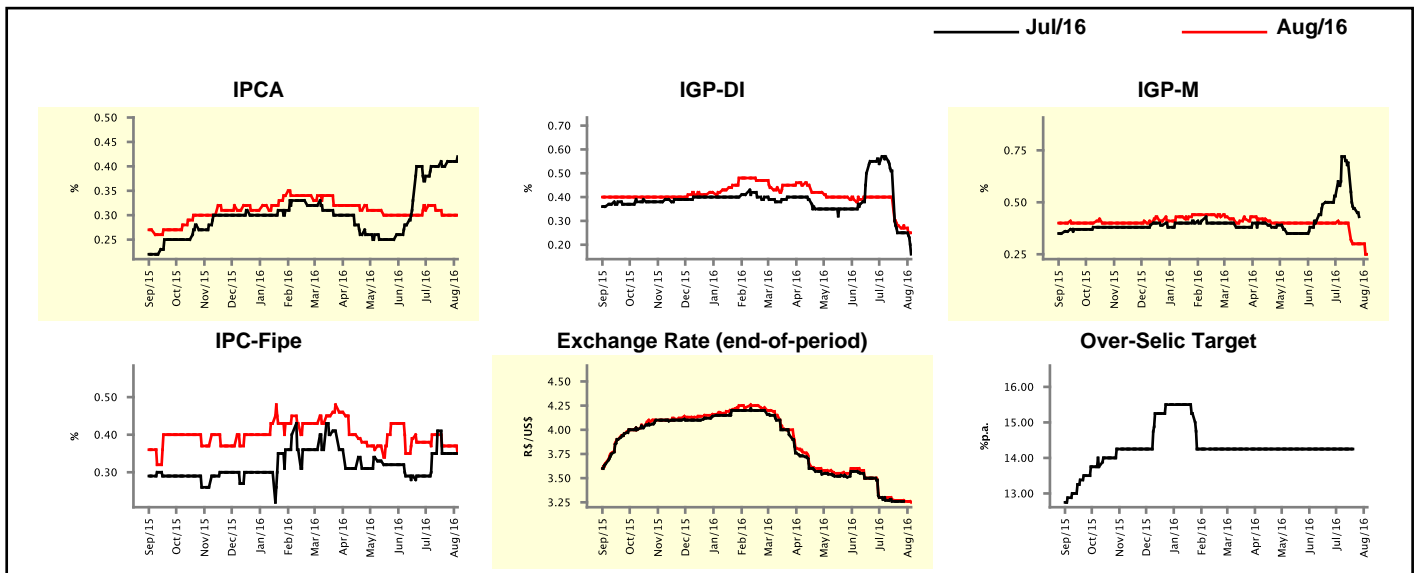 Jul/16 Aug/16
IPCA IGP-DI IGP-M
%
0.50
0.45
0.40
0.35
0.30
0.25
Sep/15 Oct/15 Nov/15 Dec/15 Jan/16 Feb/16 Mar/16 Apr/16 May/16 Jun/16 Jul/16 Aug/16
%
0.70
0.60
0.50
0.40
0.30
0.20
Sep/15 Oct/15 Nov/15 Dec/15 Jan/16 Feb/16 Mar/16 Apr/16 May/16 Jun/16 Jul/16 Aug/16
%
0.75
0.50
0.25
Sep/15 Oct/15 Nov/15 Dec/15 Jan/16 Feb/16 Mar/16 Apr/16 May/16 Jun/16 Jul/16 Aug/16
IPC-Fipe Exchange Rate (end-of-period) Over-Selic Target
%
0.50
0.40
0.30
Sep/15 Oct/15 Nov/15 Dec/15 Jan/16 Feb/16 Mar/16 Apr/16 May/16 Jun/16 Jul/16 Aug/16
R$/US$
4.50
4.25
4.00
3.75
3.50
3.25
Sep/15 Oct/15 Nov/15 Dec/15 Jan/16 Feb/16 Mar/16 Apr/16 May/16 Jun/16 Jul/16 Aug/16
%p.a.
16.00
15.00
14.00
13.00
Sep/15 Oct/15 Nov/15 Dec/15 Jan/16 Feb/16 Mar/16 Apr/16 May/16 Jun/16 Jul/16 Aug/16